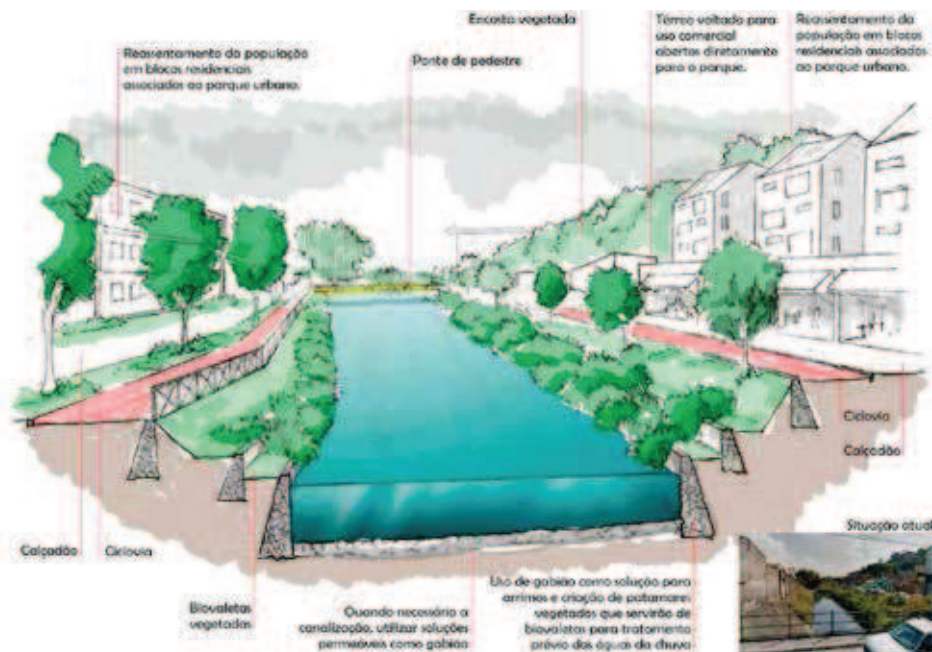 Encosta vegetada
Térreo voltado para
uso comercial
abertos diretamente
para o parque.
Reassentamento da
população em blocos
residenciais associados
ao parque urbano.
Reassentamento da população
em blocos residenciais
associados ao parque urbano.
Ponte de pedestre
Ciclovia
Calçadão
Situação atual
Calçadão
Ciclovia
Biovaletas
vegetadas
Quando necessário a
canalização, utilizar soluções
permeáveis como gabião
Uso de gabião como solução para
arrimos e criação de patamares
vegetados que servirão de
biovaletas para tratamento
prévio das águas da chuva